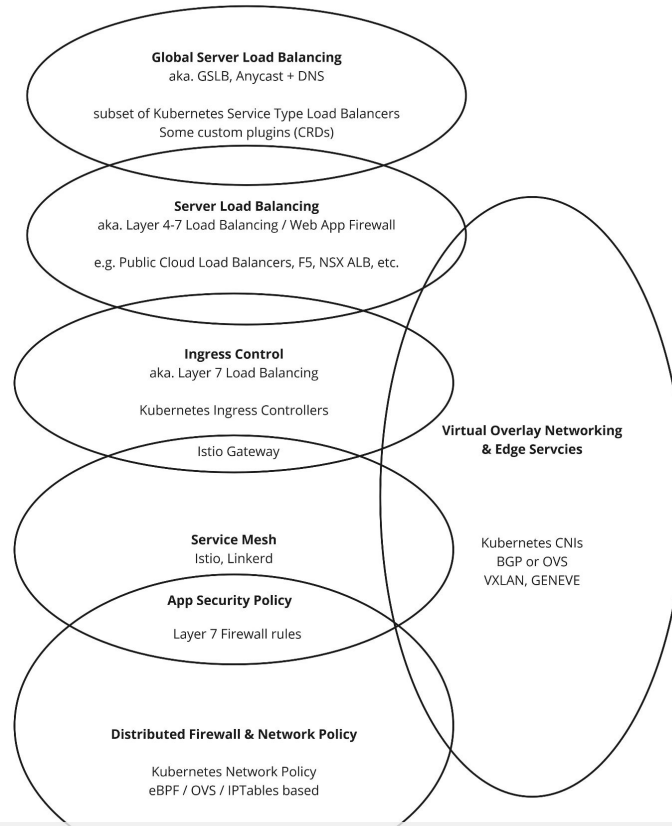 Global Server Load Balancing
aka. GSLB, Anycast + DNS
subset of Kubernetes Service Type Load Balancers
Some custom plugins (CRDs)
Server Load Balancing
aka. Layer 4-7 Load Balancing / Web App Firewall
e.g. Public Cloud Load Balancers, F5, NSX ALB, etc.
Ingress Control
aka. Layer 7 Load Balancing
Kubernetes Ingress Controllers
Istio Gateway
Service Mesh
Istio, Linkerd
App Security Policy
Layer 7 Firewall rules
Distributed Firewall & Network Policy
Kubernetes Network Policy
eBPF / OVS / IPTables based
Virtual Overlay Networking
& Edge Servcies
Kubernetes CNIs
BGP or OVS
VXLAN, GENEVE